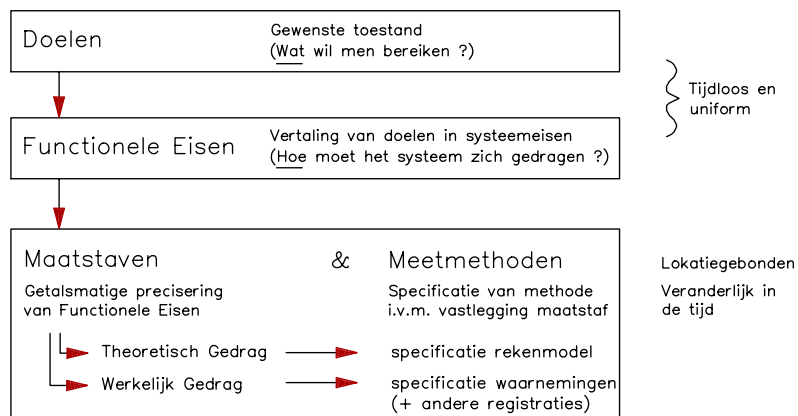 Doelen
Gewenste toestand
(Wat wil men bereiken ?)
Tijdloos en
uniform
Functionele Eisen
Vertaling van doelen in systeemeisen
(Hoe moet het systeem zich gedragen ?)
Maatstaven & Meetmethoden
Getalsmatige precisering
van Functionele Eisen
Specificatie van methode
i.v.m. vastlegging maatstaf
Lokatiegebonden
Veranderlijk in
de tijd
Theoretisch Gedrag
specificatie rekenmodel
Werkelijk Gedrag
specificatie waarnemingen
(+ andere registraties)